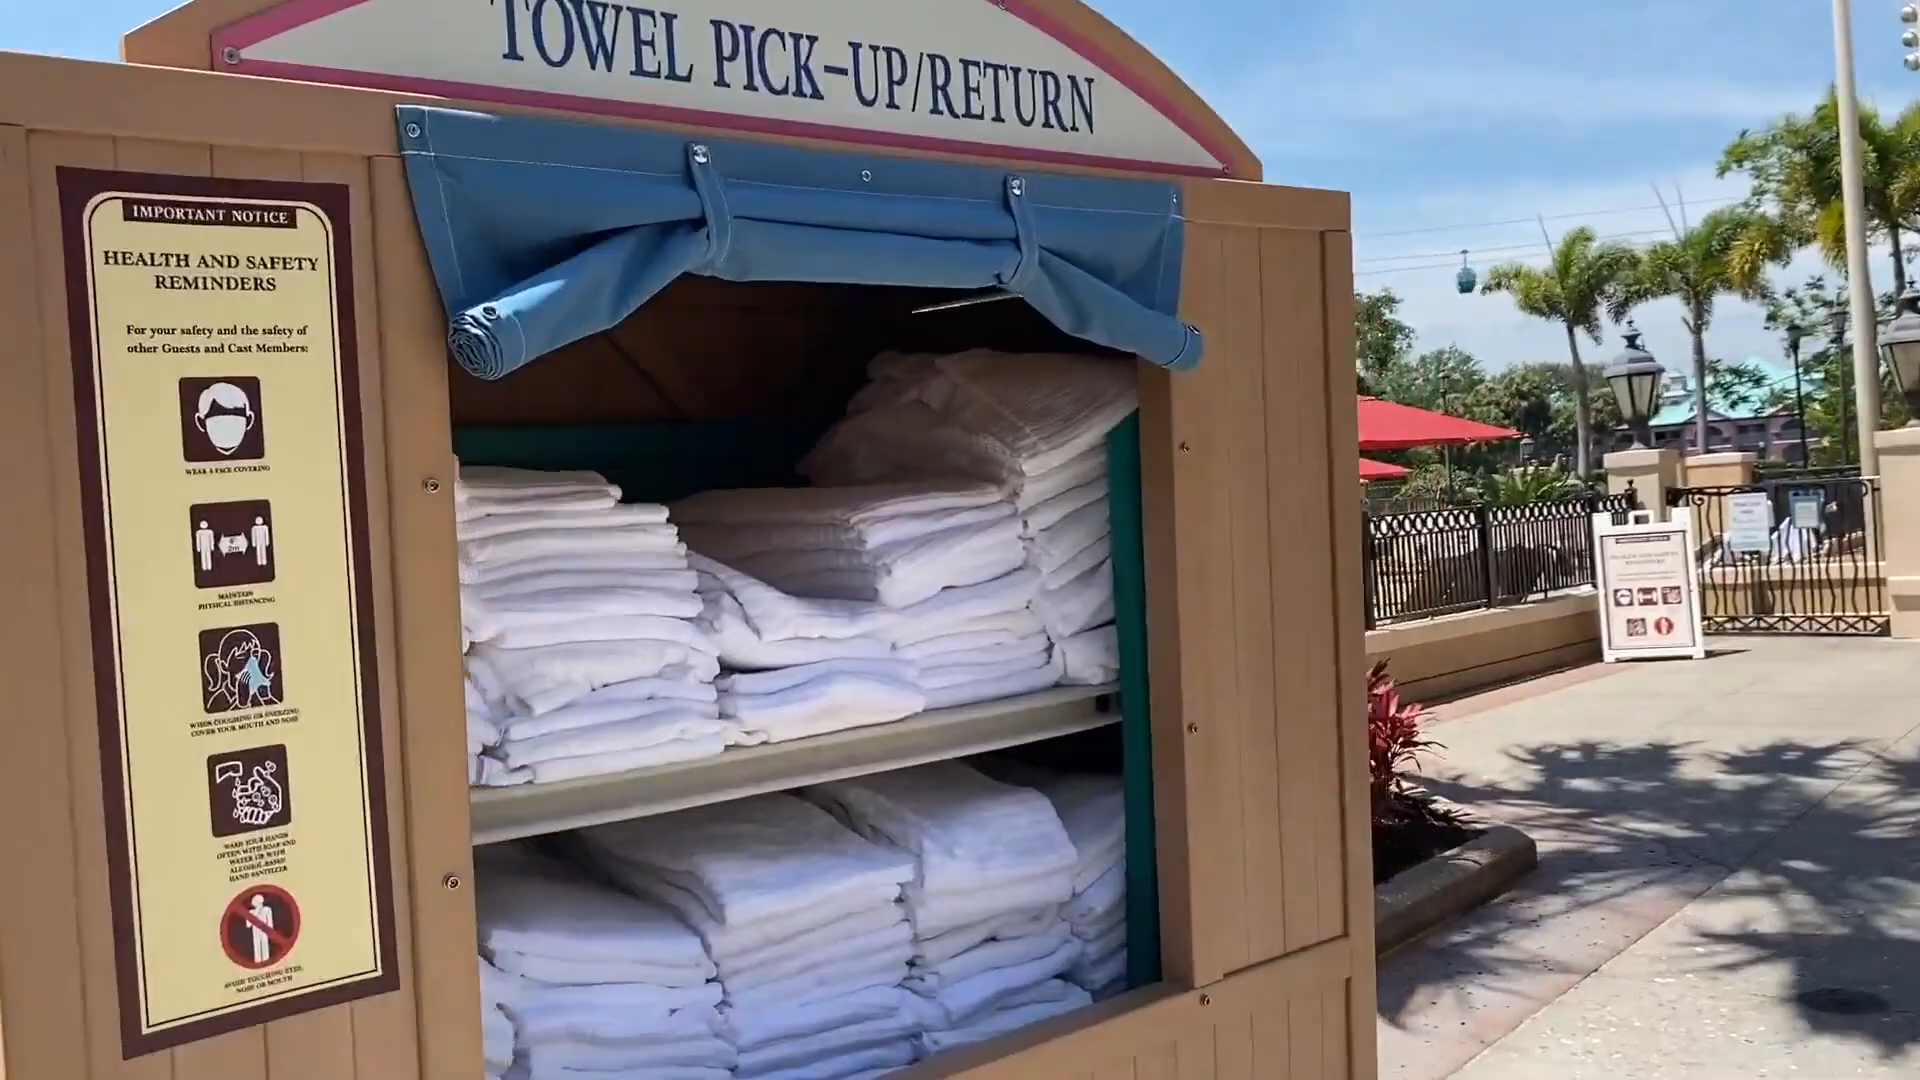 TOWEL PICK-UP/RETURN
IMPORTANT NOTICE
HEALTH AND SAFETY
REMINDERS
For your safety and the safety of
other Guests and Cast Members:
WEAR A FACE COVERING
6'
2m
MAINTAIN
PHYSICAL DISTANCING
WHEN COUGHING OR SNEEZING
COVER YOUR MOUTH AND NOSE
WASH YOUR HANDS
OFTEN WITH SOAP AND
WATER OR WITH
ALCOHOL-BASED
HAND SANITIZER
AVOID TOUCHING EYES,
NOSE OR MOUTH